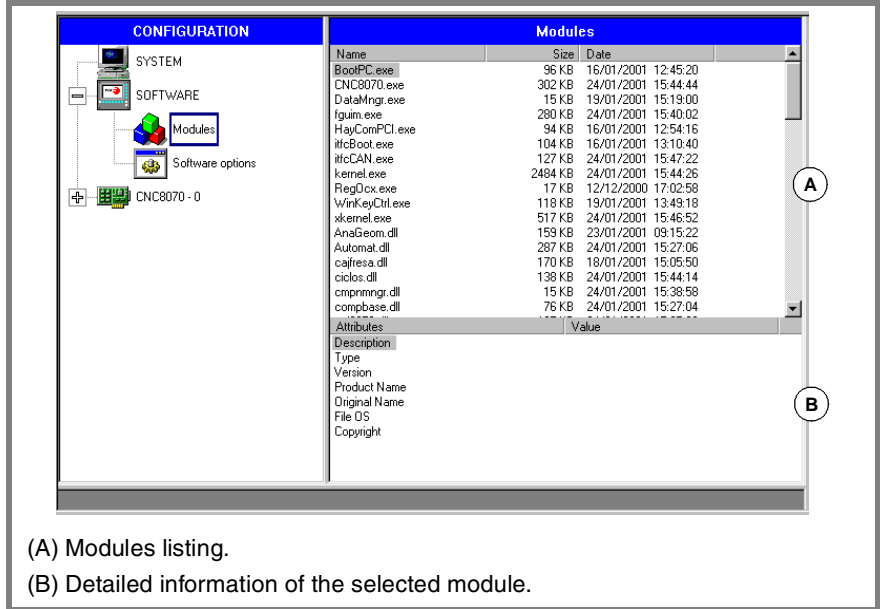 CONFIGURATION
SYSTEM
SOFTWARE
Modules
Software options
CNC8070 - 0
Modules
Name Size Date
BootPC.exe 96 KB 16/01/2001 12:45:20
CNC8070.exe 302 KB 24/01/2001 15:44:44
DataMngr.exe 15 KB 19/01/2001 15:19:00
fguim.exe 280 KB 24/01/2001 15:40:02
HayComPCI.exe 94 KB 16/01/2001 12:54:16
itfcBoot.exe 104 KB 16/01/2001 13:10:40
itfcCAN.exe 127 KB 24/01/2001 15:47:22
kernel.exe 2484 KB 24/01/2001 15:44:26
RegOcx.exe 17 KB 12/12/2000 17:02:58
WinKeyCtrl.exe 118 KB 19/01/2001 13:49:18
xkernel.exe 517 KB 24/01/2001 15:46:52
AnaGeom.dll 159 KB 23/01/2001 09:15:22
Automat.dll 287 KB 24/01/2001 15:27:06
cajfresa.dll 170 KB 18/01/2001 15:05:50
ciclos.dll 138 KB 24/01/2001 15:44:14
cmpnmngr.dll 15 KB 24/01/2001 15:38:58
compbase.dll 76 KB 24/01/2001 15:27:04
Attributes Value
Description
Type
Version
Product Name
Original Name
File OS
Copyright
A
B
(A) Modules listing.
(B) Detailed information of the selected module.